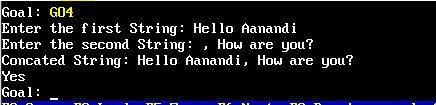 Goal: GO4
Enter the first String: Hello Aanandi
Enter the second String: , How are you?
Concated String: Hello Aanandi, How are you?
Yes
Goal: _